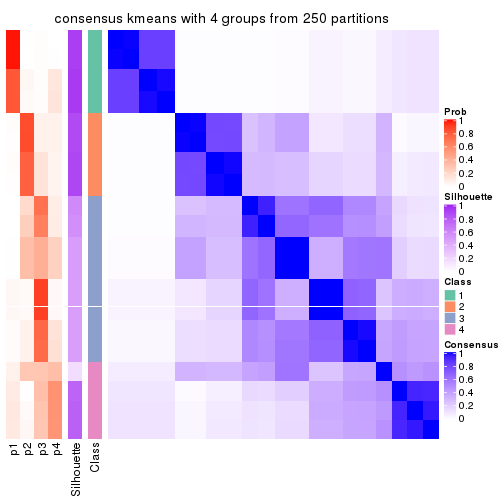 consensus kmeans with 4 groups from 250 partitions
Prob
1
0.8
0.6
0.4
0.2
0
Silhouette
1
0.8
0.6
0.4
0.2
0
Class
1
2
3
4
Consensus
1
0.8
0.6
0.4
0.2
0
p1
p2
p3
p4
Silhouette
Class